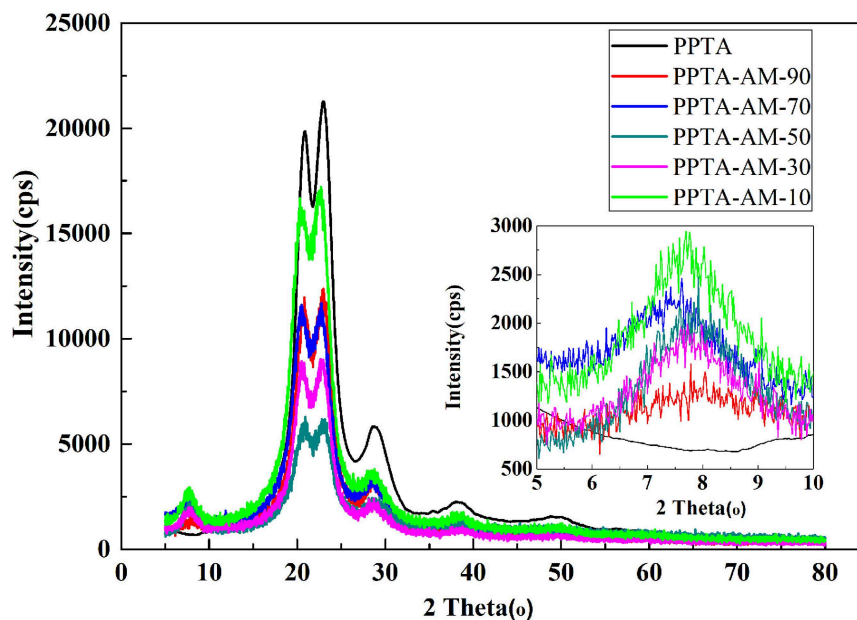 25000
20000
15000
10000
5000
0
Intensity(cps)
0 10 20 30 40 50 60 70 80
2 Theta(o)
PPTA
PPTA-AM-90
PPTA-AM-70
PPTA-AM-50
PPTA-AM-30
PPTA-AM-10
3000
2500
2000
1500
1000
500
Intensity(cps)
5 6 7 8 9 10
2 Theta(o)